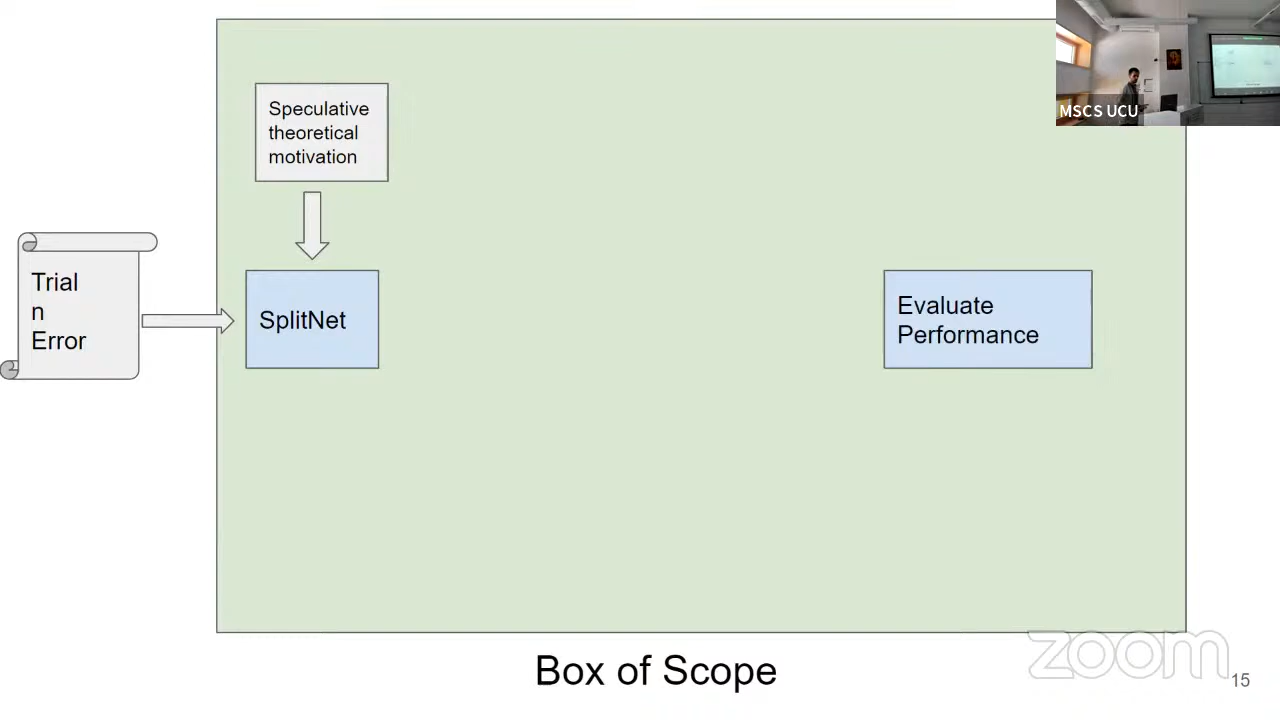 Speculative
theoretical
motivation
MSCS UCU
Trial
n
Error
SplitNet
Evaluate
Performance
Box of Scope
zoom
15